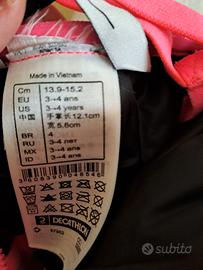 Made in Vietnam
Cm 13.9-15.2
EU 3-4 ans
US 3-4 years
中国 手掌长12.1cm
宽5.8cm
BR 4
RU 3-4 лет
MX 3-4 ans
ID 3-4 ans
DECATHLON
subito